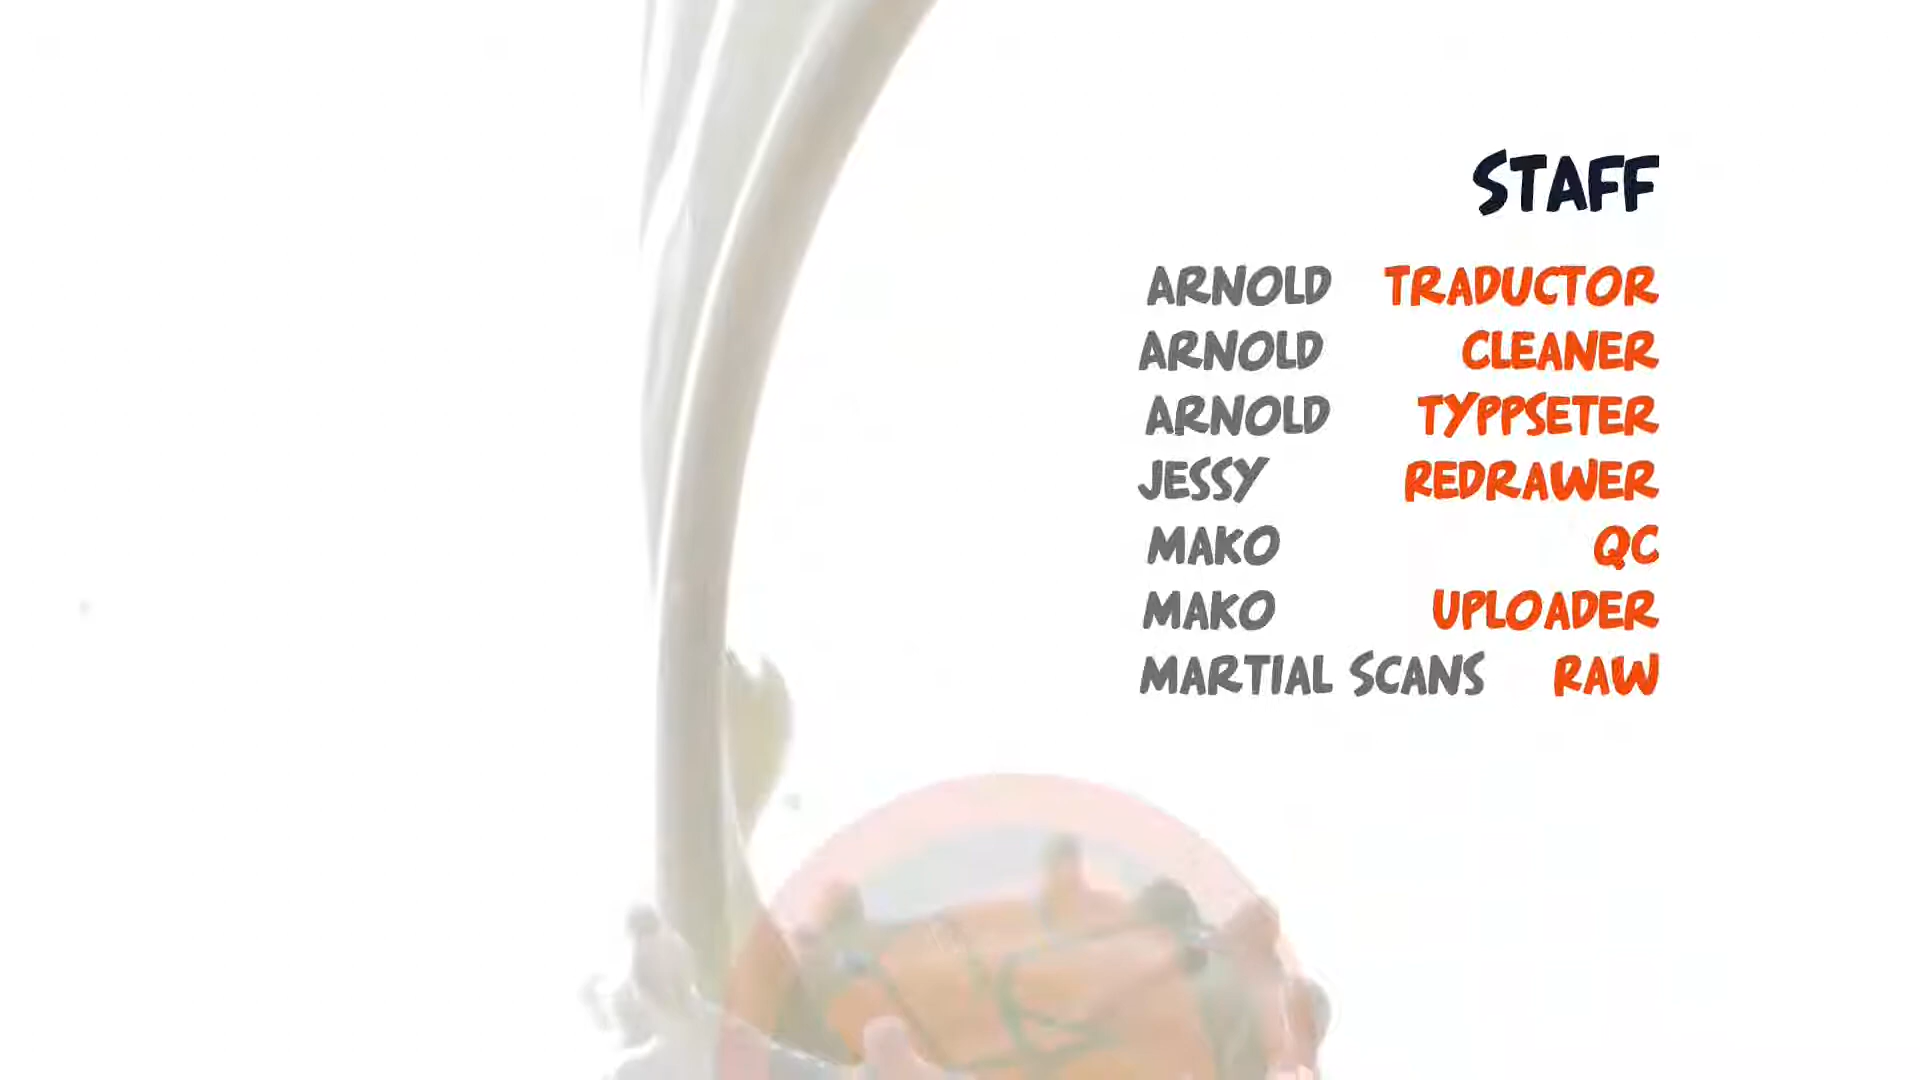 STAFF
ARNOLD TRADUCTOR
ARNOLD CLEANER
ARNOLD TYPPSETER
JESSY REDRAWER
MAKO QC
MAKO UPLOADER
MARTIAL SCANS RAW